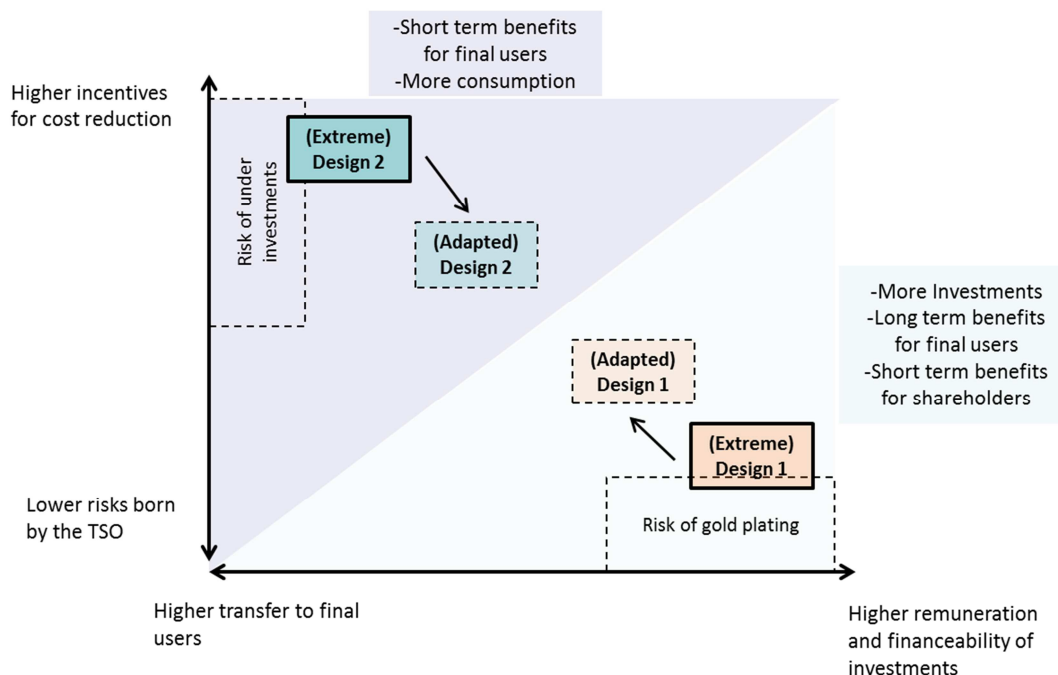 -Short term benefits
for final users
-More consumption
Higher incentives
for cost reduction
(Extreme)
Design 2
Risk of under
investments
(Adapted)
Design 2
-More Investments
-Long term benefits
for final users
-Short term benefits
for shareholders
(Adapted)
Design 1
(Extreme)
Design 1
Lower risks born
by the TSO
Risk of gold plating
Higher transfer to final
users
Higher remuneration
and financeability of
investments